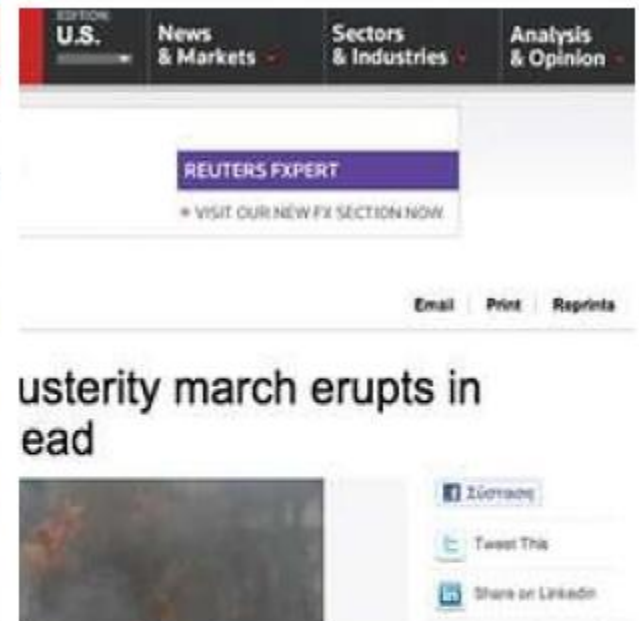 EDITION:
U.S.
News
& Markets
Sectors
& Industries
Analysis
& Opinion
REUTERS FXPERT
» VISIT OUR NEW FX SECTION NOW
Email
Print
Reprints
usterity march erupts in
ead
Σύσταση
Tweet This
Share on LinkedIn